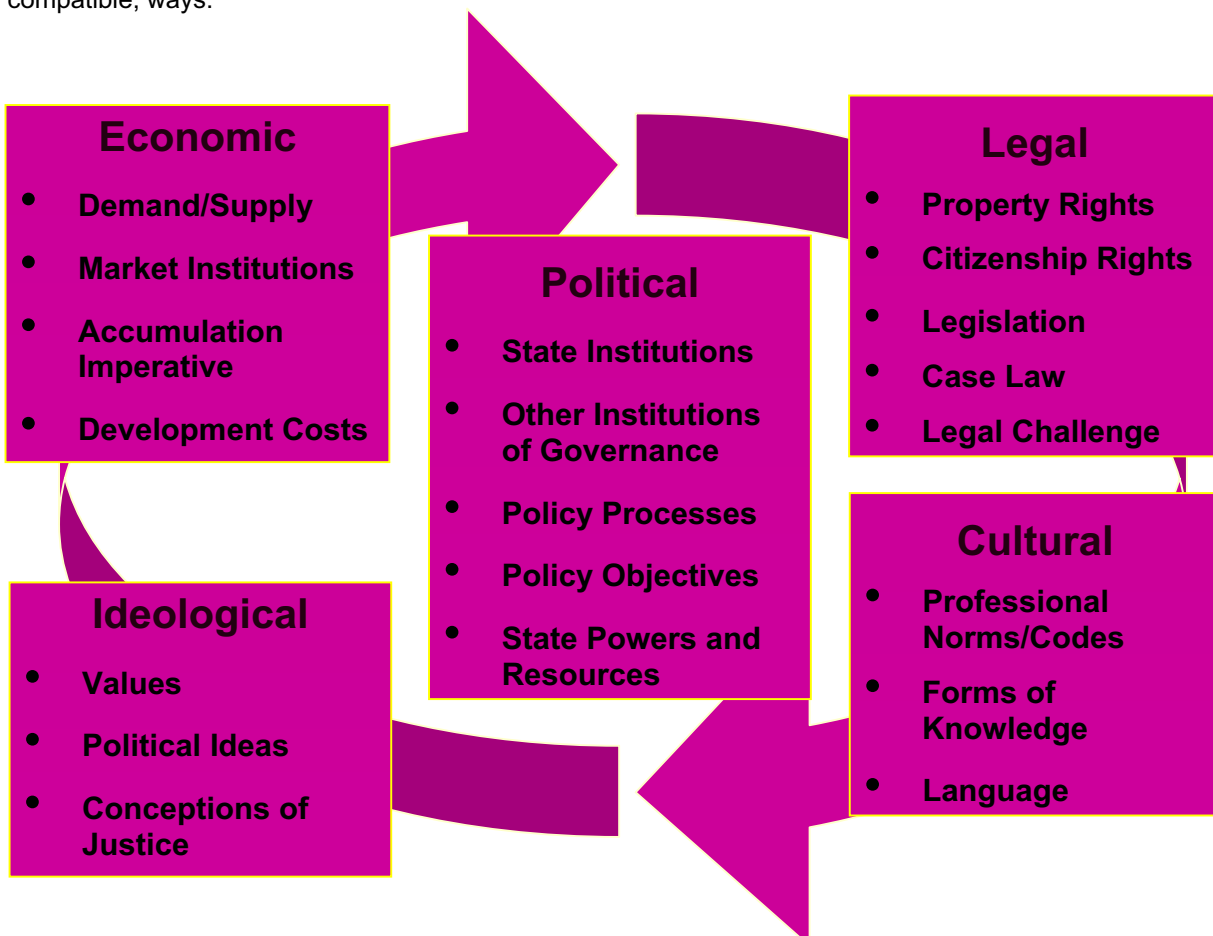 compatible, ways.
Economic
• Demand/Supply
• Market Institutions
• Accumulation
Imperative
• Development Costs
Political
• State Institutions
• Other Institutions
of Governance
• Policy Processes
• Policy Objectives
• State Powers and
Resources
Legal
• Property Rights
• Citizenship Rights
• Legislation
• Case Law
• Legal Challenge
Ideological
• Values
• Political Ideas
• Conceptions of
Justice
Cultural
• Professional
Norms/Codes
• Forms of
Knowledge
• Language